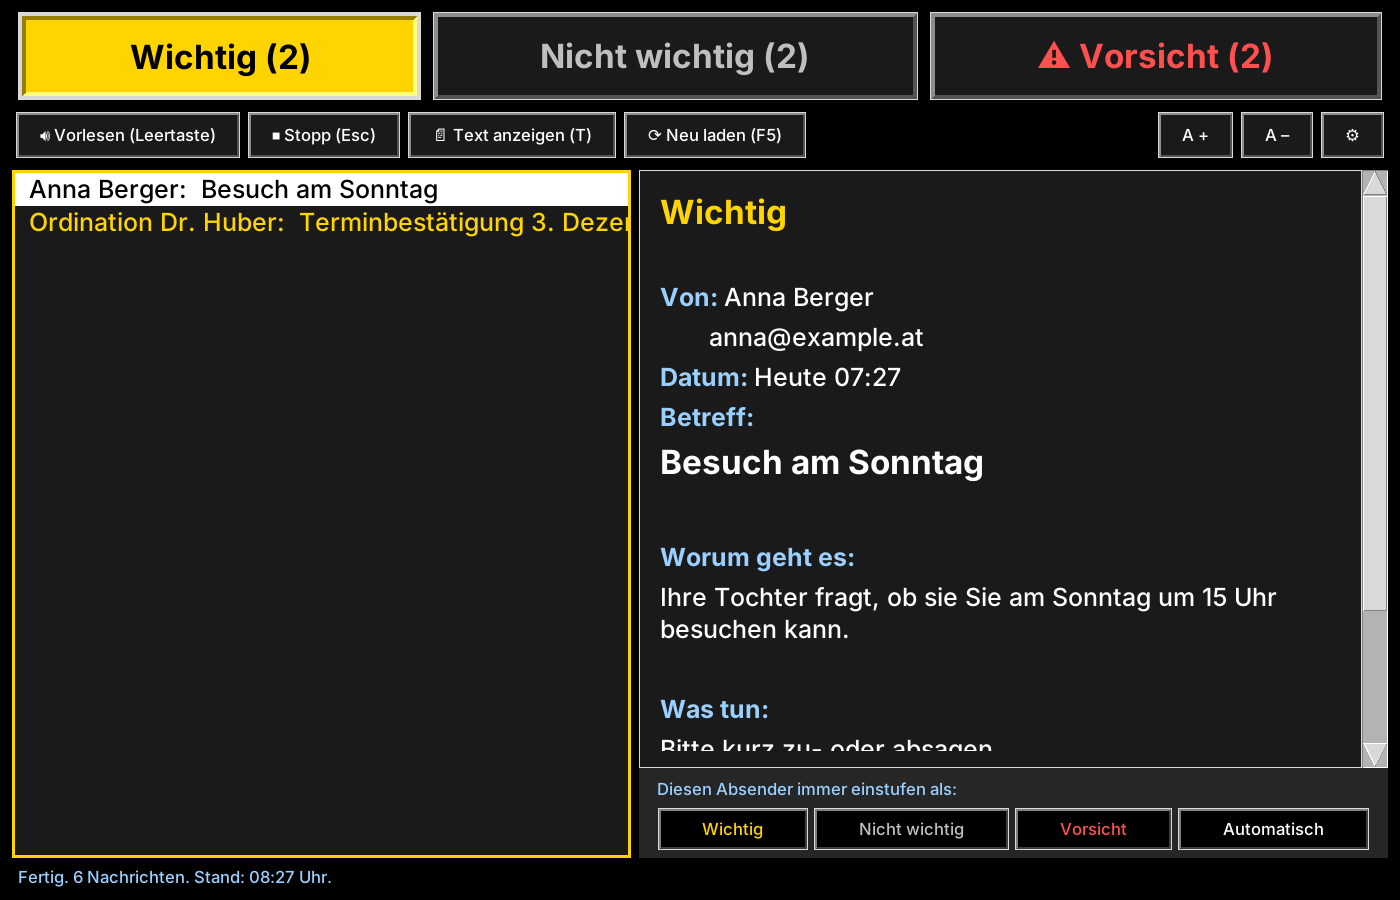 Wichtig (2)
Nicht wichtig (2)
⚠ Vorsicht (2)
🔊 Vorlesen (Leertaste)
■ Stopp (Esc)
🗐 Text anzeigen (T)
⟳ Neu laden (F5)
A +
A –
⚙
Anna Berger: Besuch am Sonntag
Ordination Dr. Huber: Terminbestätigung 3.
Wichtig
Von: Anna Berger
anna@example.at
Datum: Heute 07:27
Betreff:
Besuch am Sonntag
Worum geht es:
Ihre Tochter fragt, ob sie Sie am Sonntag um 15 Uhr
besuchen kann.
Was tun:
Bitte kurz zu- oder absagen
Diesen Absender immer einstufen als:
Wichtig
Nicht wichtig
Vorsicht
Automatisch
Fertig. 6 Nachrichten. Stand: 08:27 Uhr.